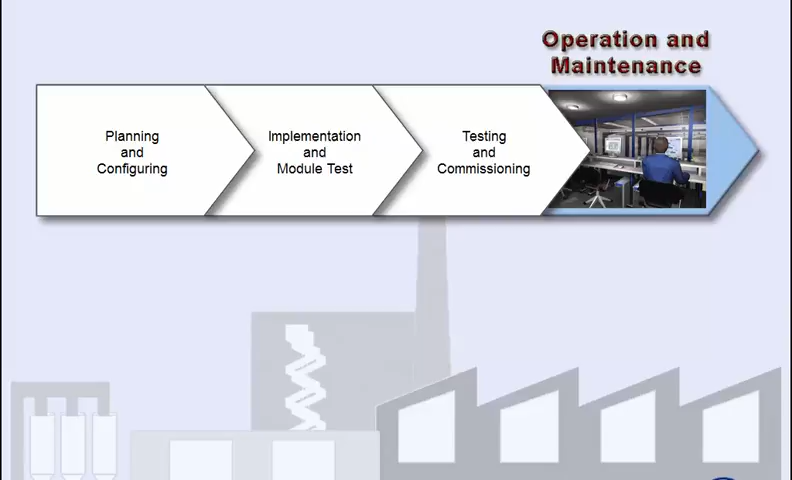 Operation and
Maintenance
Planning
and
Configuring
Implementation
and
Module Test
Testing
and
Commissioning